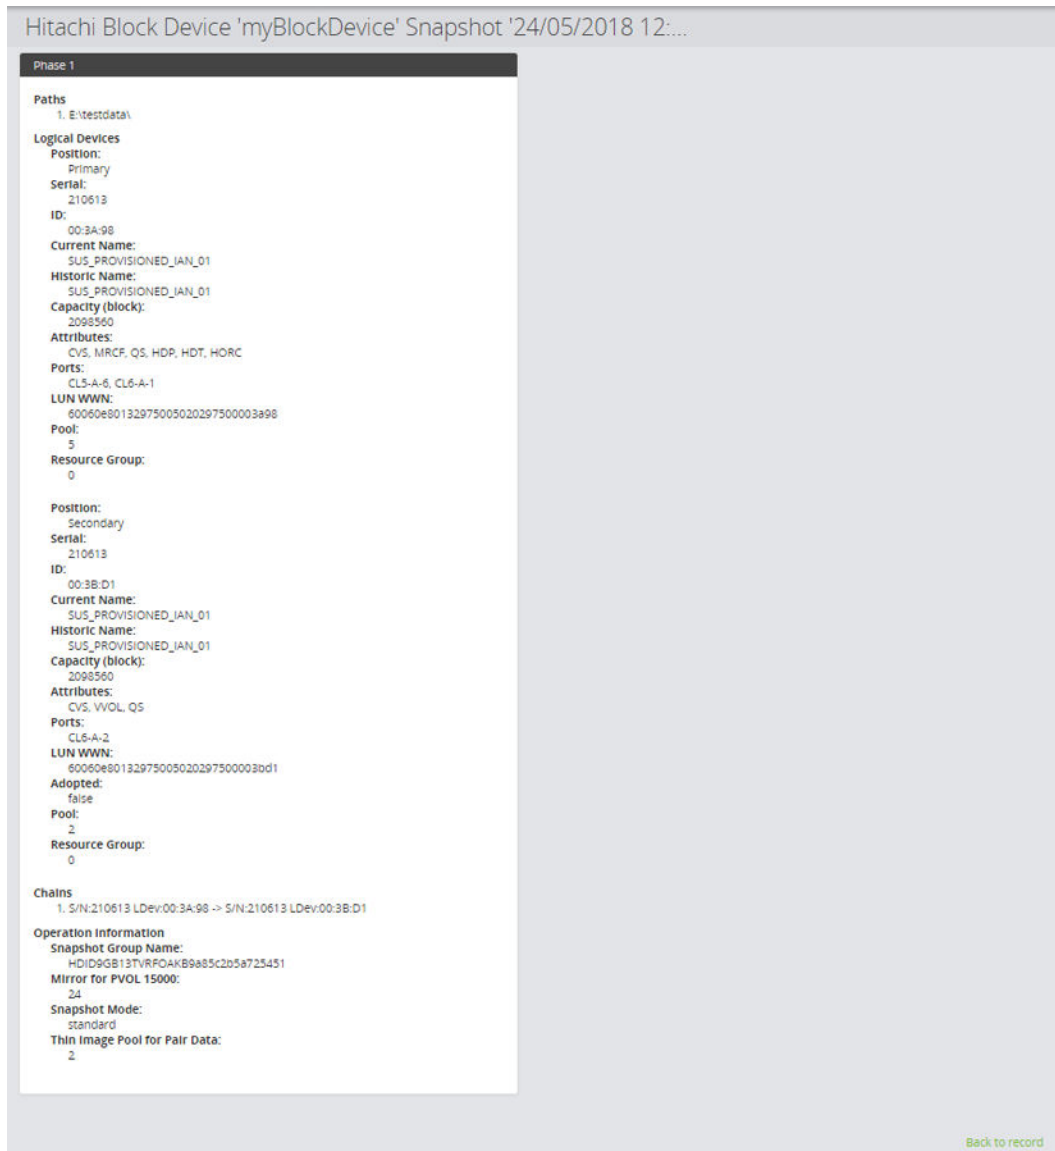 Hitachi Block Device 'myBlockDevice' Snapshot '24/05/2018 12:...
Phase 1
Paths
1. E:\testdata\
Logical Devices
Position:
Primary
Serial:
210613
ID:
00:3A:98
Current Name:
SUS_PROVISIONED_IAN_01
Historic Name:
SUS_PROVISIONED_IAN_01
Capacity (block):
2098560
Attributes:
CVS, MRCF, QS, HDP, HDT, HORC
Ports:
CL5-A-6, CL6-A-1
LUN WWN:
60060e80132975005020297500003a98
Pool:
5
Resource Group:
0
Position:
Secondary
Serial:
210613
ID:
00:3B:D1
Current Name:
SUS_PROVISIONED_IAN_01
Historic Name:
SUS_PROVISIONED_IAN_01
Capacity (block):
2098560
Attributes:
CVS, VVOL, QS
Ports:
CL6-A-2
LUN WWN:
60060e80132975005020297500003bd1
Adopted:
false
Pool:
2
Resource Group:
0
Chains
1. S/N:210613 LDev:00:3A:98 -> S/N:210613 LDev:00:3B:D1
Operation Information
Snapshot Group Name:
HDID9GB13TVRFOAKB9a85c2b5a725451
Mirror for PVOL 15000:
24
Snapshot Mode:
standard
Thin Image Pool for Pair Data:
2
Back to record